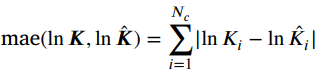 mae(ln 𝑲, ln 𝑲̂) = ∑_{i=1}^{N_c} |ln K_i − ln K̂_i|